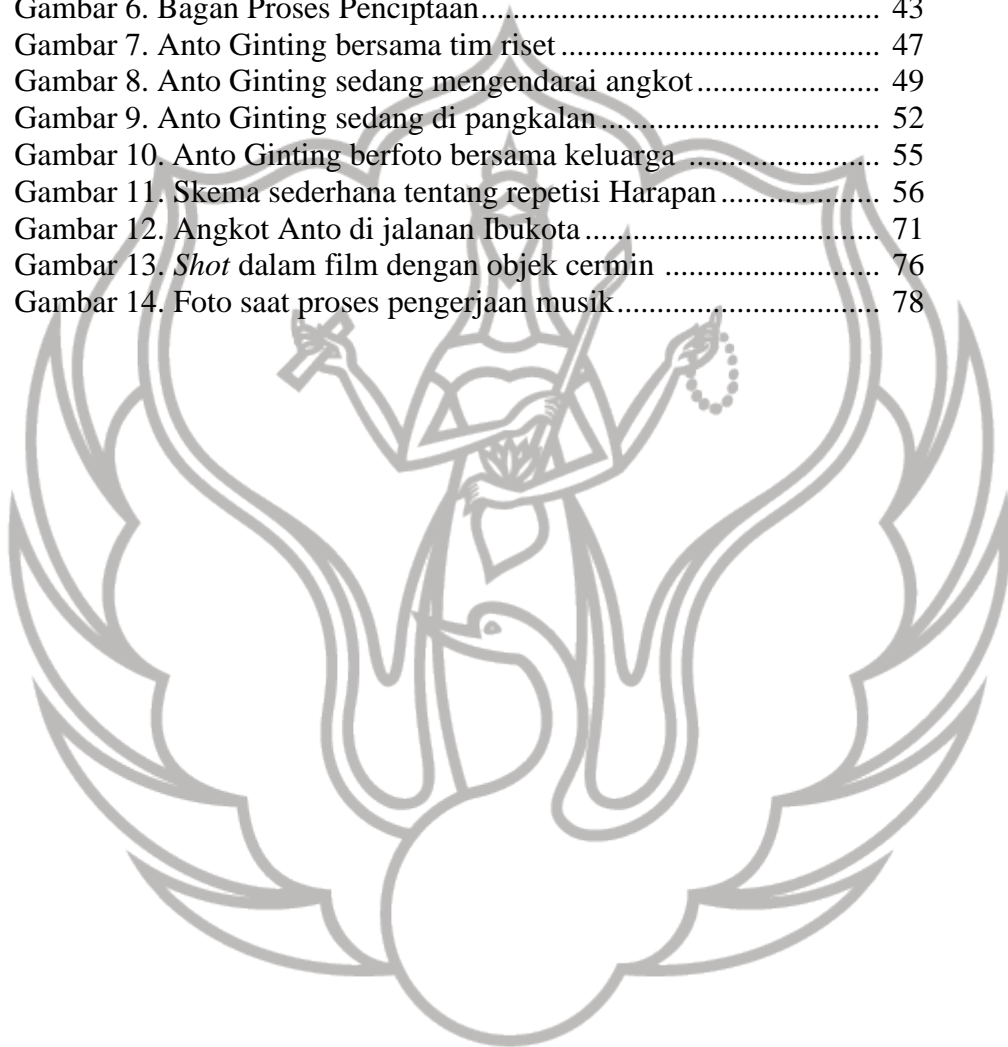 Gambar 6. Bagan Proses Penciptaan.................................................. 43
Gambar 7. Anto Ginting bersama tim riset ........................................ 47
Gambar 8. Anto Ginting sedang mengendarai angkot ....................... 49
Gambar 9. Anto Ginting sedang di pangkalan ................................... 52
Gambar 10. Anto Ginting berfoto bersama keluarga ........................ 55
Gambar 11. Skema sederhana tentang repetisi Harapan .................... 56
Gambar 12. Angkot Anto di jalanan Ibukota ..................................... 71
Gambar 13. Shot dalam film dengan objek cermin ........................... 76
Gambar 14. Foto saat proses pengerjaan musik ................................. 78